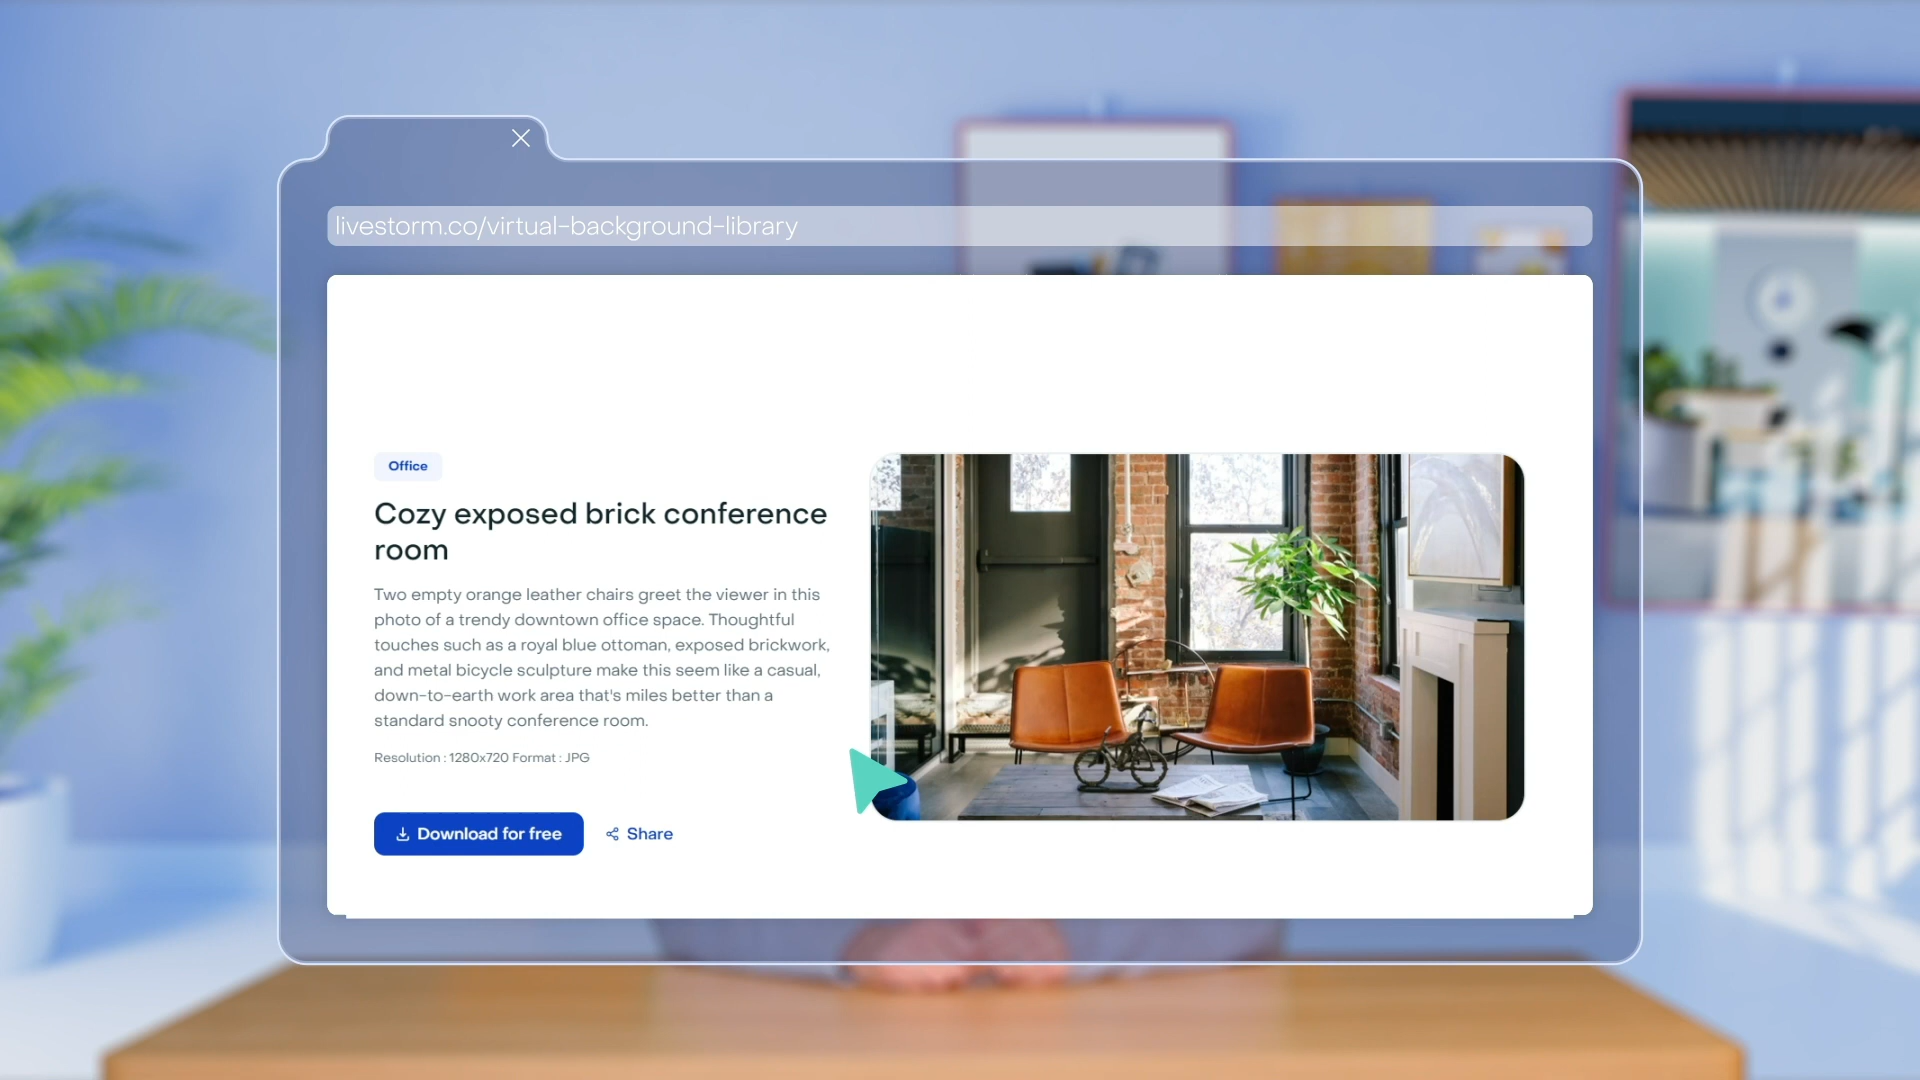 livestorm.co/virtual-background-library
Office
Cozy exposed brick conference
room
Two empty orange leather chairs greet the viewer in this
photo of a trendy downtown office space. Thoughtful
touches such as a royal blue ottoman, exposed brickwork,
and metal bicycle sculpture make this seem like a casual,
down-to-earth work area that's miles better than a
standard snooty conference room.
Resolution : 1280x720 Format : JPG
Download for free
Share